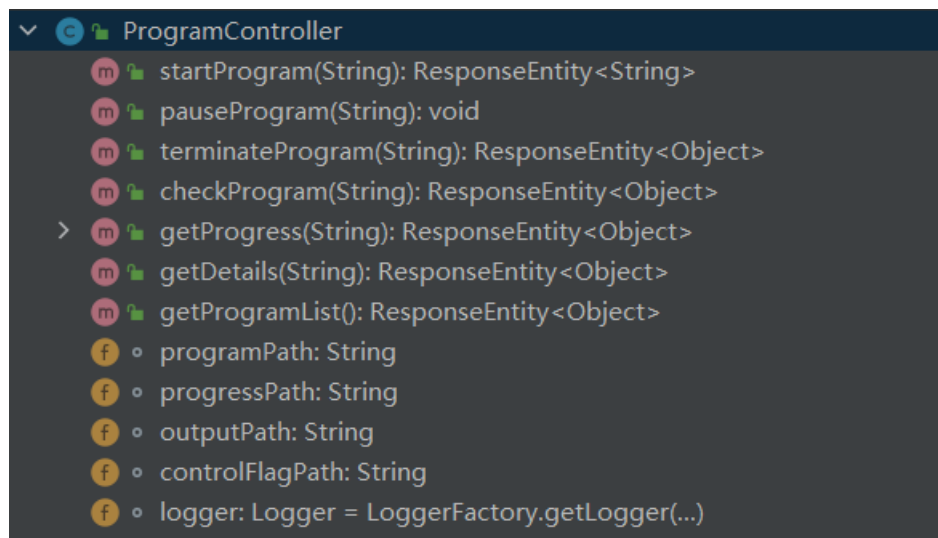 C ProgramController
m startProgram(String): ResponseEntity<String>
m pauseProgram(String): void
m terminateProgram(String): ResponseEntity<Object>
m checkProgram(String): ResponseEntity<Object>
m getProgress(String): ResponseEntity<Object>
m getDetails(String): ResponseEntity<Object>
m getProgramList(): ResponseEntity<Object>
f programPath: String
f progressPath: String
f outputPath: String
f controlFlagPath: String
f logger: Logger = LoggerFactory.getLogger(...)